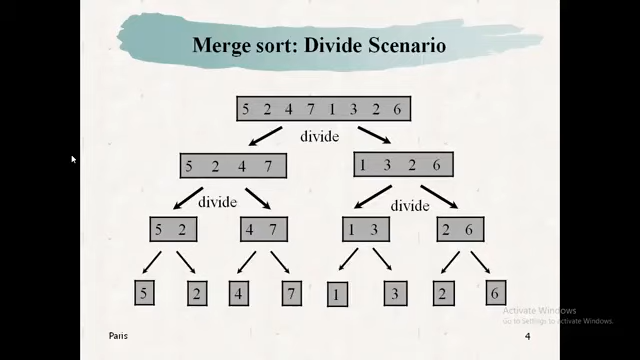 Merge sort: Divide Scenario
5 2 4 7 1 3 2 6
divide
5 2 4 7
1 3 2 6
divide
divide
5 2
4 7
1 3
2 6
5
2
4
7
1
3
2
6
Activate Windows
Go to Settings to activate Windows.
Paris
4